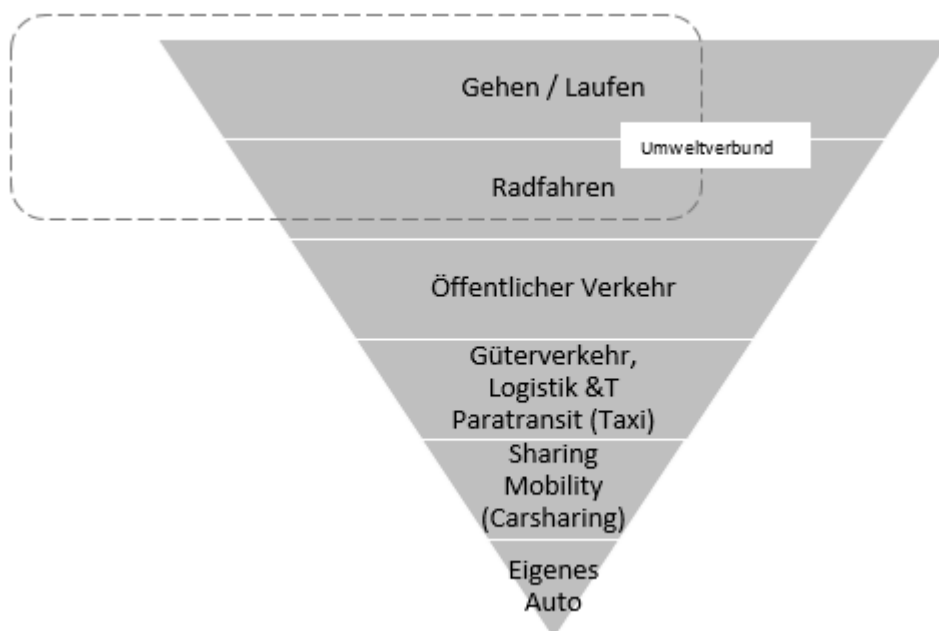 Gehen / Laufen
Umweltverbund
Radfahren
Öffentlicher Verkehr
Güterverkehr,
Logistik &T
Paratransit (Taxi)
Sharing
Mobility
(Carsharing)
Eigenes
Auto